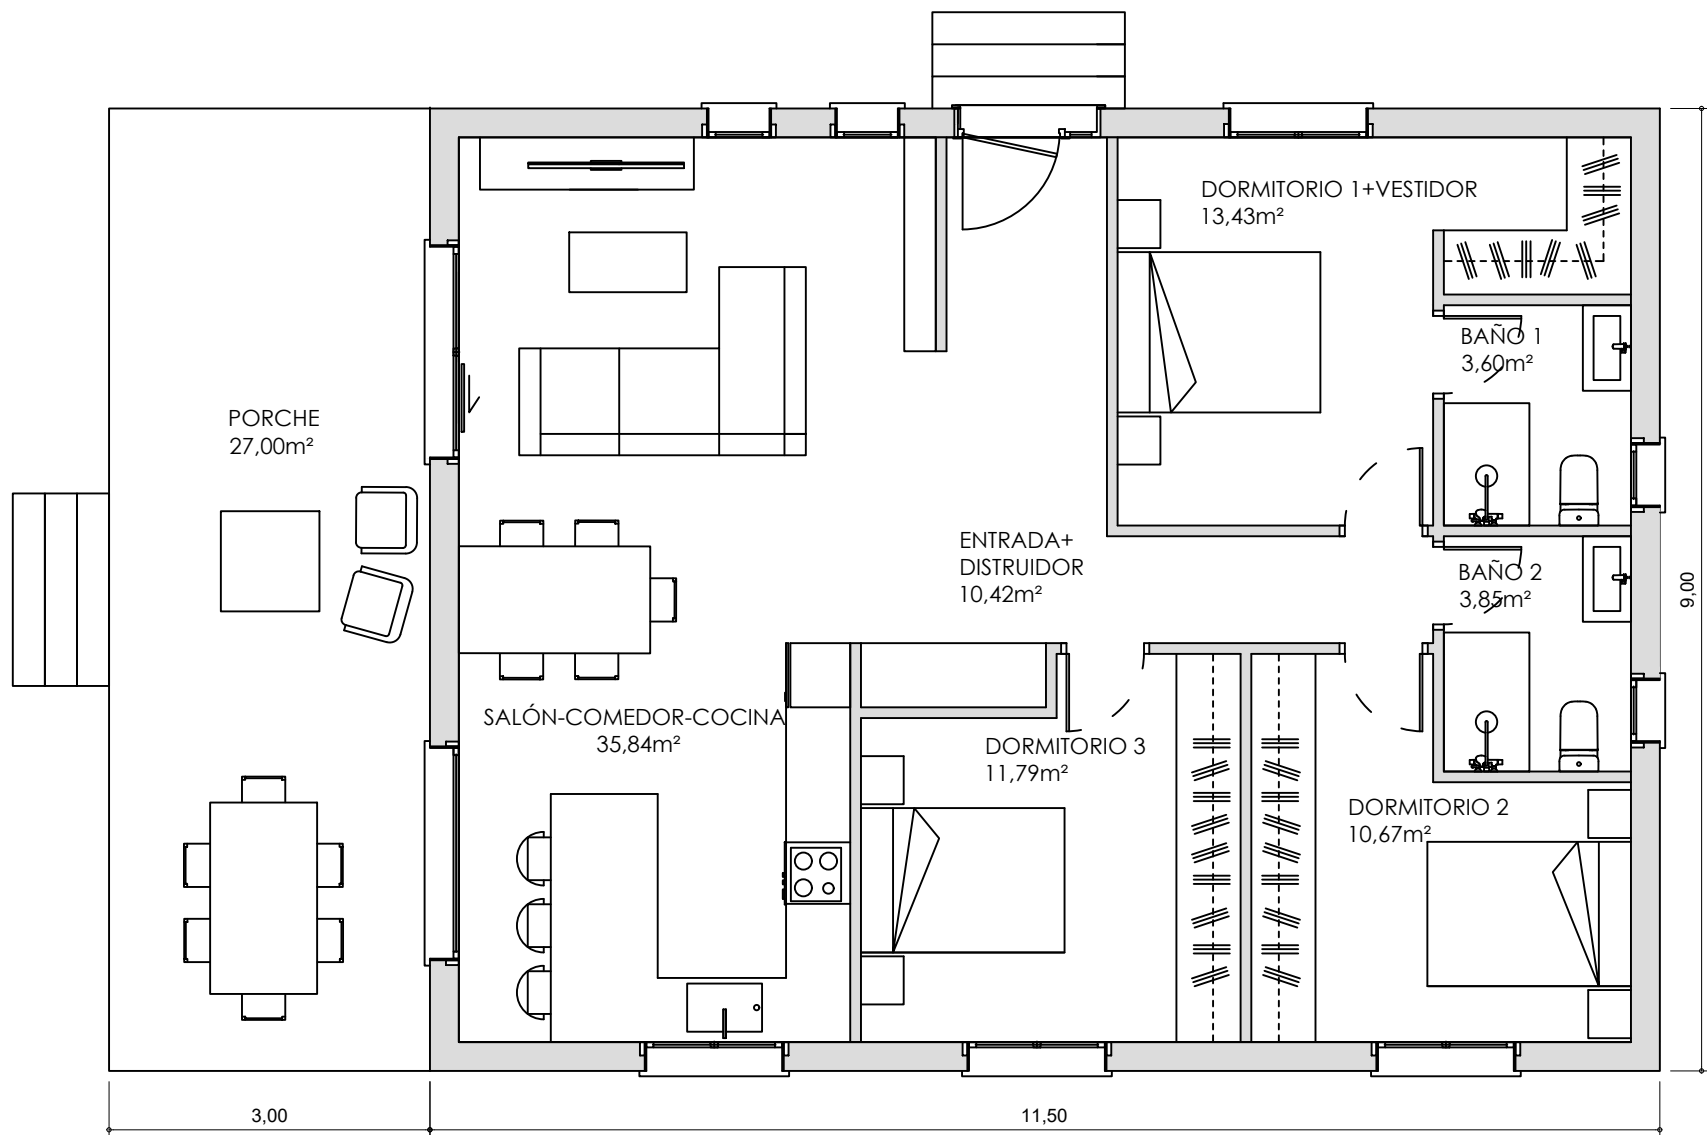 DORMITORIO 1+VESTIDOR
13,43m²
BAÑO 1
3,60m²
PORCHE
27,00m²
ENTRADA+
DISTRUIDOR
10,42m²
BAÑO 2
3,85m²
9,00
SALÓN-COMEDOR-COCINA
35,84m²
DORMITORIO 3
11,79m²
DORMITORIO 2
10,67m²
3,00
11,50